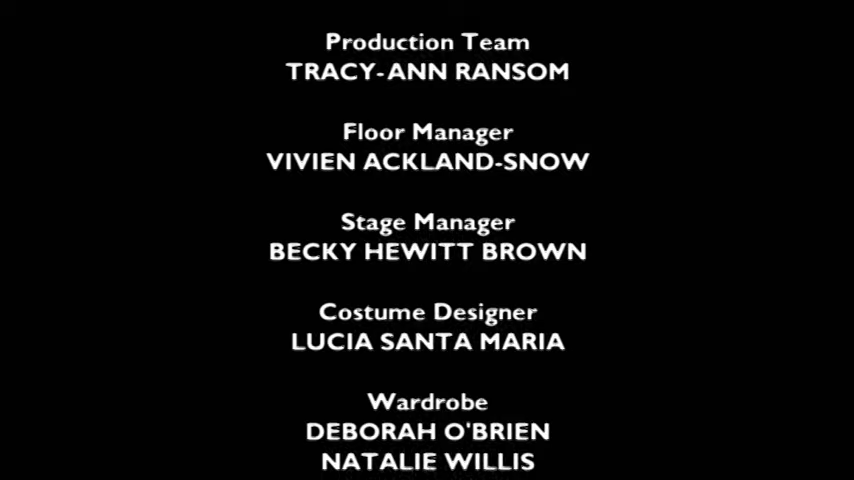 Production Team
TRACY-ANN RANSOM
Floor Manager
VIVIEN ACKLAND-SNOW
Stage Manager
BECKY HEWITT BROWN
Costume Designer
LUCIA SANTA MARIA
Wardrobe
DEBORAH O'BRIEN
NATALIE WILLIS